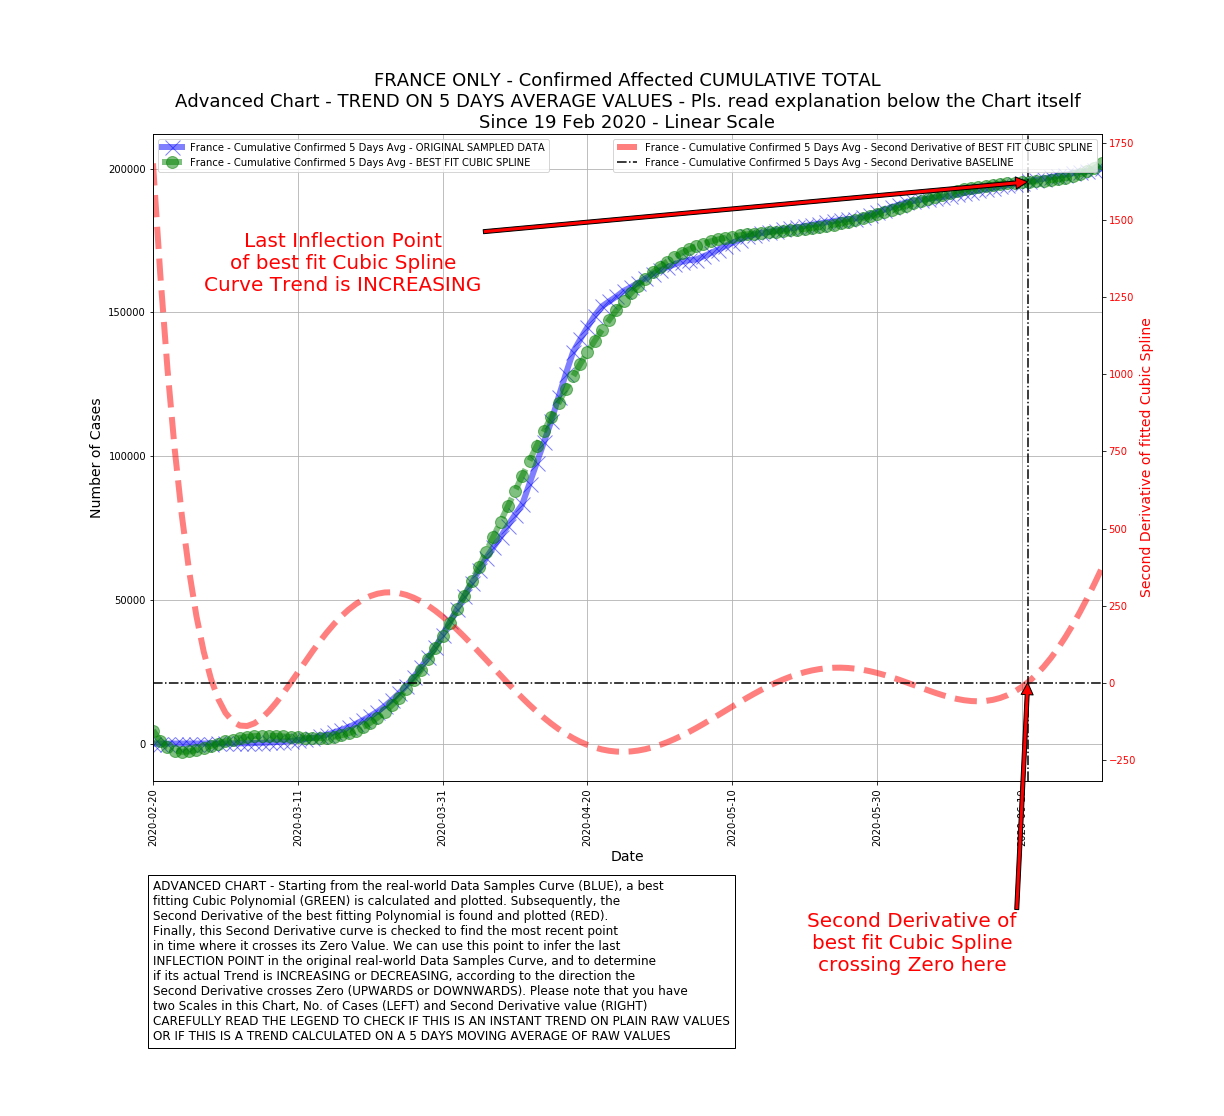 FRANCE ONLY - Confirmed Affected CUMULATIVE TOTAL
Advanced Chart - TREND ON 5 DAYS AVERAGE VALUES - Pls. read explanation below the Chart itself
Since 19 Feb 2020 - Linear Scale
France - Cumulative Confirmed 5 Days Avg - ORIGINAL SAMPLED DATA
France - Cumulative Confirmed 5 Days Avg - BEST FIT CUBIC SPLINE
France - Cumulative Confirmed 5 Days Avg - Second Derivative of BEST FIT CUBIC SPLINE
France - Cumulative Confirmed 5 Days Avg - Second Derivative BASELINE
Last Inflection Point
of best fit Cubic Spline
Curve Trend is INCREASING
Number of Cases
200000
150000
100000
50000
0
1750
1500
1250
1000
750
500
250
0
−250
Second Derivative of fitted Cubic Spline
2020-02-20
2020-03-11
2020-03-31
2020-04-20
2020-05-10
2020-05-30
Date
ADVANCED CHART - Starting from the real-world Data Samples Curve (BLUE), a best
fitting Cubic Polynomial (GREEN) is calculated and plotted. Subsequently, the
Second Derivative of the best fitting Polynomial is found and plotted (RED).
Finally, this Second Derivative curve is checked to find the most recent point
in time where it crosses its Zero Value. We can use this point to infer the last
INFLECTION POINT in the original real-world Data Samples Curve, and to determine
if its actual Trend is INCREASING or DECREASING, according to the direction the
Second Derivative crosses Zero (UPWARDS or DOWNWARDS). Please note that you have
two Scales in this Chart, No. of Cases (LEFT) and Second Derivative value (RIGHT)
CAREFULLY READ THE LEGEND TO CHECK IF THIS IS AN INSTANT TREND ON PLAIN RAW VALUES
OR IF THIS IS A TREND CALCULATED ON A 5 DAYS MOVING AVERAGE OF RAW VALUES
Second Derivative of
best fit Cubic Spline
crossing Zero here